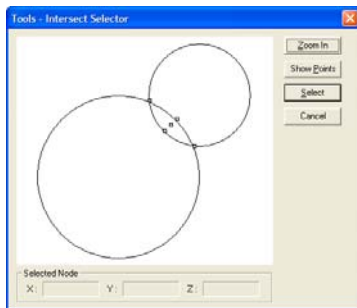 Tools - Intersect Selector
Zoom In
Show Points
Select
Cancel
Selected Node
X:
Y:
Z: